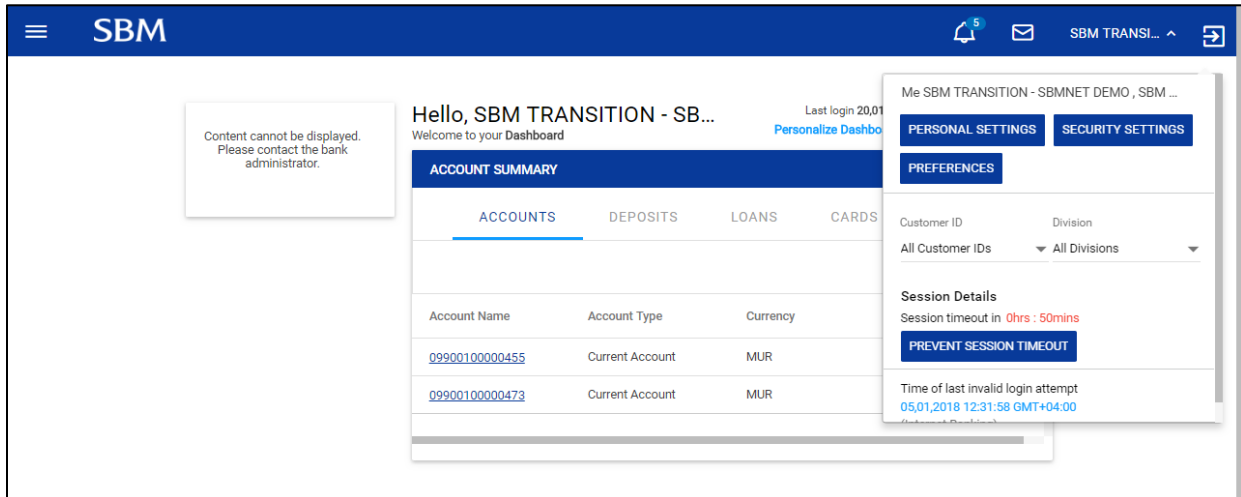 SBM
5
SBM TRANSI...
Content cannot be displayed.
Please contact the bank
administrator.
Hello, SBM TRANSITION - SB...
Welcome to your Dashboard
Last login 20,01
Personalize Dashbo
ACCOUNT SUMMARY
ACCOUNTS DEPOSITS LOANS CARDS
Account Name Account Type Currency
09900100000455 Current Account MUR
09900100000473 Current Account MUR
Me SBM TRANSITION - SBMNET DEMO , SBM ...
PERSONAL SETTINGS SECURITY SETTINGS
PREFERENCES
Customer ID Division
All Customer IDs All Divisions
Session Details
Session timeout in 0hrs : 50mins
PREVENT SESSION TIMEOUT
Time of last invalid login attempt
05,01,2018 12:31:58 GMT+04:00
(Internet Banking)